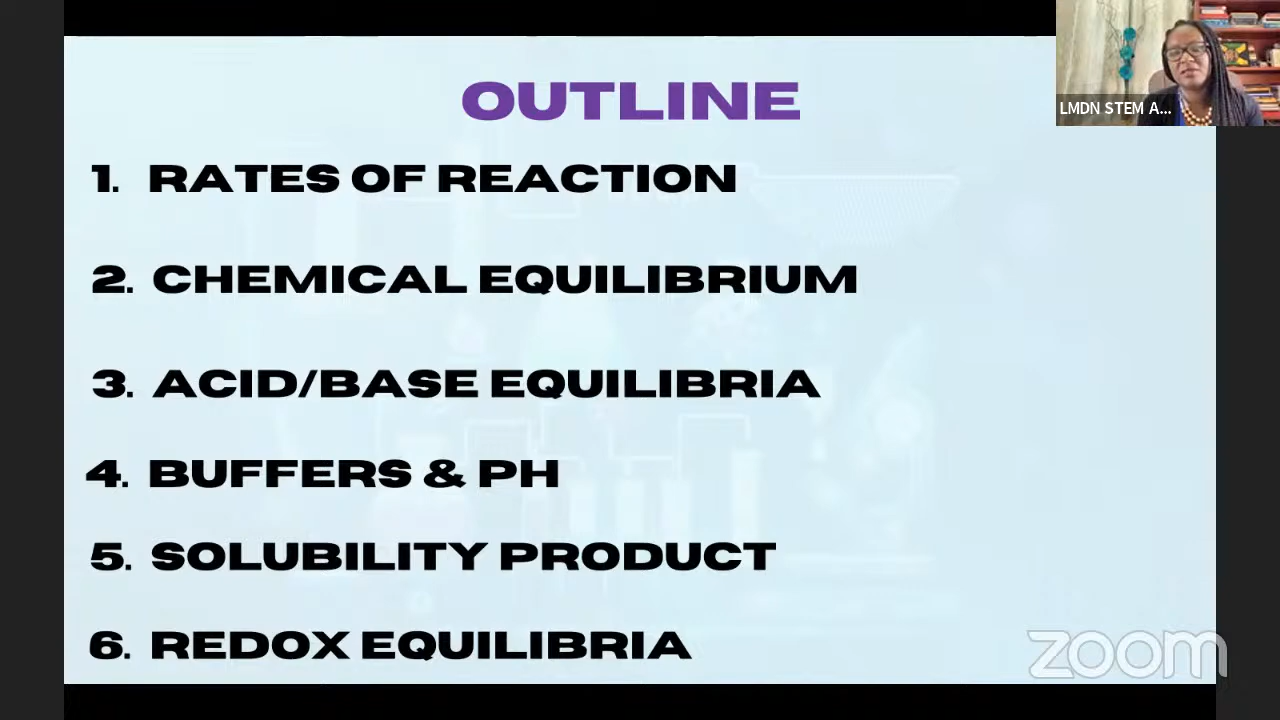 OUTLINE
LMDN STEM A...
1. RATES OF REACTION
2. CHEMICAL EQUILIBRIUM
3. ACID/BASE EQUILIBRIA
4. BUFFERS & PH
5. SOLUBILITY PRODUCT
6. REDOX EQUILIBRIA
zoom